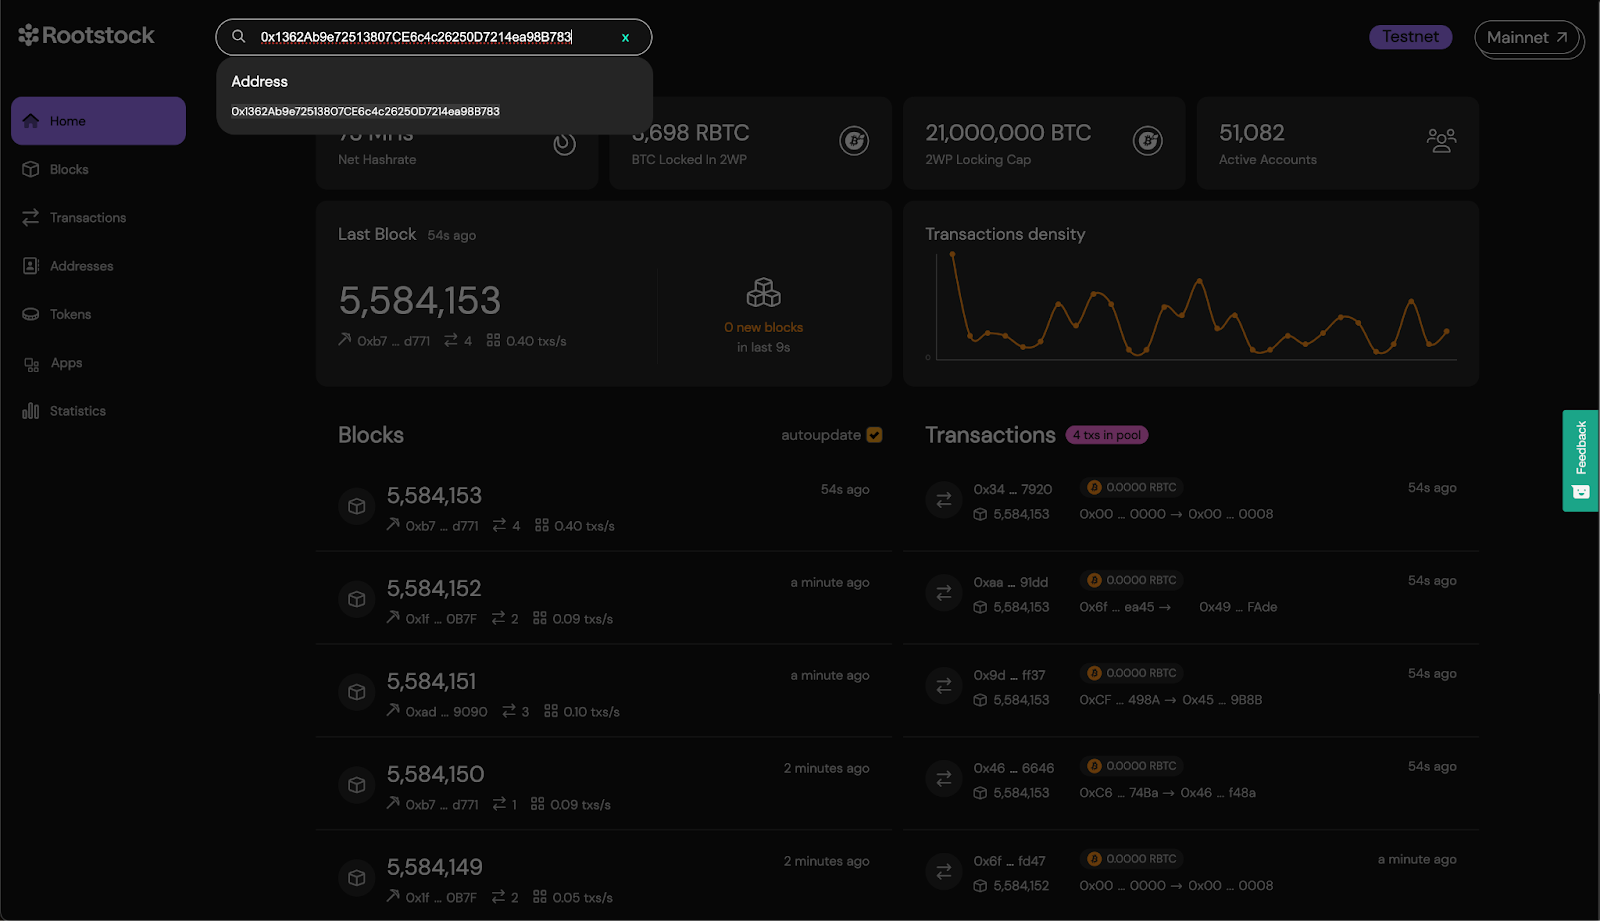 Rootstock
0x1362Ab9e72513807CE6c4c26250D7214ea98B783
x
Testnet
Mainnet
Address
0x1362Ab9e72513807CE6c4c26250D7214ea98B783
Home
Blocks
Transactions
Addresses
Tokens
Apps
Statistics
Net Hashrate
3,698 RBTC
BTC Locked In 2WP
21,000,000 BTC
2WP Locking Cap
51,082
Active Accounts
Last Block 54s ago
5,584,153
0xb7 ... d771 4 0.40 txs/s
0 new blocks
in last 9s
Transactions density
0
Blocks
autoupdate
5,584,153
54s ago
0xb7 ... d771 4 0.40 txs/s
5,584,152
a minute ago
0x1f ... 0B7F 2 0.09 txs/s
5,584,151
a minute ago
0xad ... 9090 3 0.10 txs/s
5,584,150
2 minutes ago
0xb7 ... d771 1 0.09 txs/s
5,584,149
2 minutes ago
0x1f ... 0B7F 2 0.05 txs/s
Transactions 4 txs in pool
0x34 ... 7920 0.0000 RBTC 54s ago
5,584,153 0x00 ... 0000 → 0x00 ... 0008
0xaa ... 91dd 0.0000 RBTC 54s ago
5,584,153 0x6f ... ea45 → 0x49 ... FAde
0x9d ... ff37 0.0000 RBTC 54s ago
5,584,153 0xCF ... 498A → 0x45 ... 9B8B
0x46 ... 6646 0.0000 RBTC 54s ago
5,584,153 0xC6 ... 74Ba → 0x46 ... f48a
0x6f ... fd47 0.0000 RBTC a minute ago
5,584,152 0x00 ... 0000 → 0x00 ... 0008
Feedback